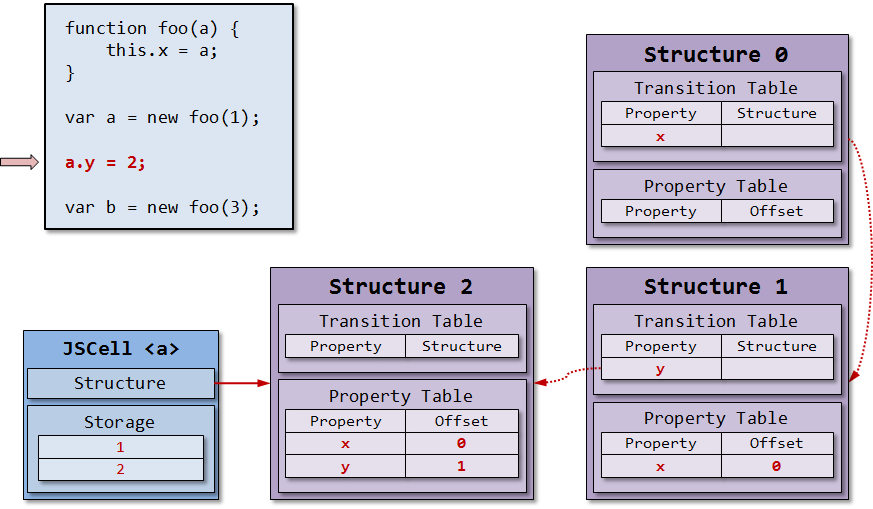 function foo(a) {
    this.x = a;
}
var a = new foo(1);
a.y = 2;
var b = new foo(3);
Structure 0
Transition Table
Property Structure
x
Property Table
Property Offset
JSCell <a>
Structure
Storage
1
2
Structure 2
Transition Table
Property Structure
Property Table
Property Offset
x 0
y 1
Structure 1
Transition Table
Property Structure
y
Property Table
Property Offset
x 0